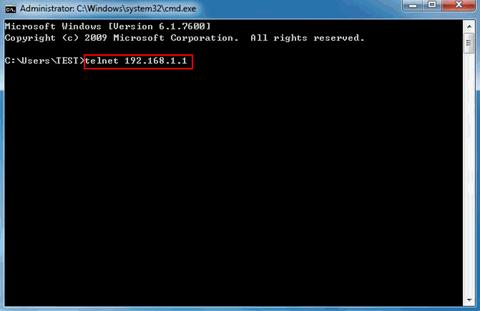 Administrator: C:\Windows\system32\cmd.exe
Microsoft Windows [Version 6.1.7600]
Copyright (c) 2009 Microsoft Corporation.  All rights reserved.
C:\Users\TEST>telnet 192.168.1.1